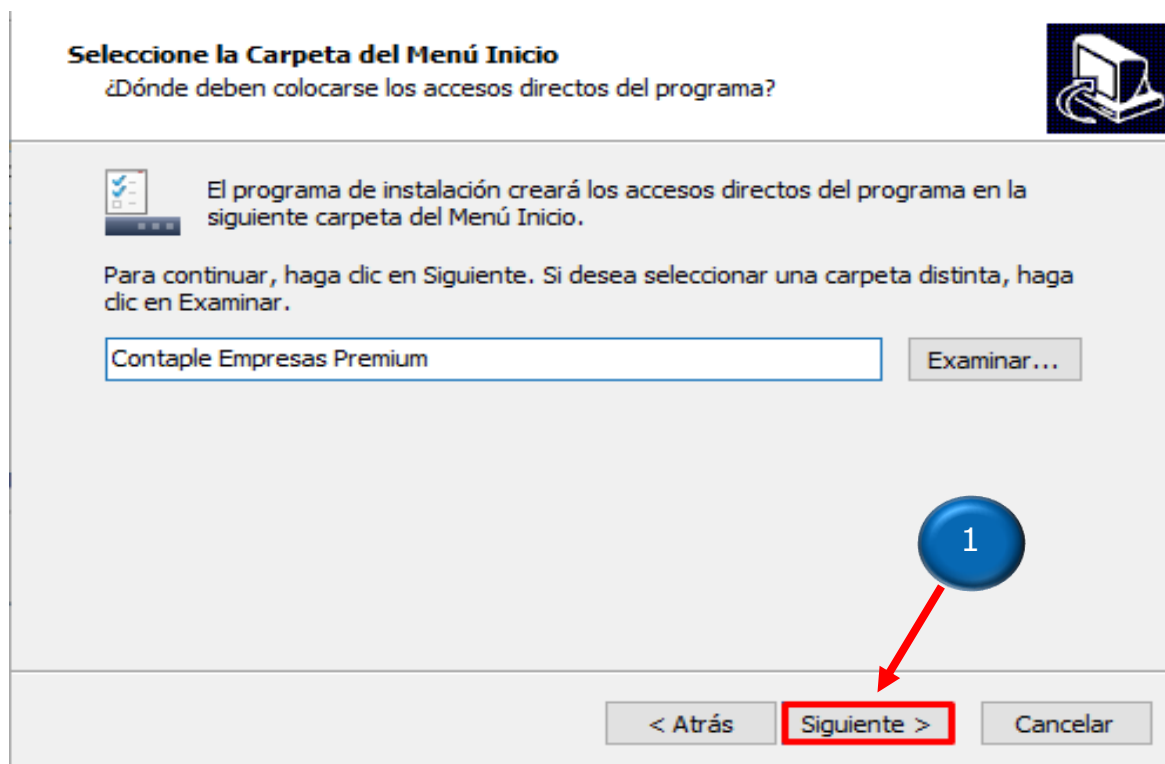 Seleccione la Carpeta del Menú Inicio
¿Dónde deben colocarse los accesos directos del programa?
El programa de instalación creará los accesos directos del programa en la
siguiente carpeta del Menú Inicio.
Para continuar, haga clic en Siguiente. Si desea seleccionar una carpeta distinta, haga
clic en Examinar.
Contaple Empresas Premium
Examinar...
1
< Atrás
Siguiente >
Cancelar